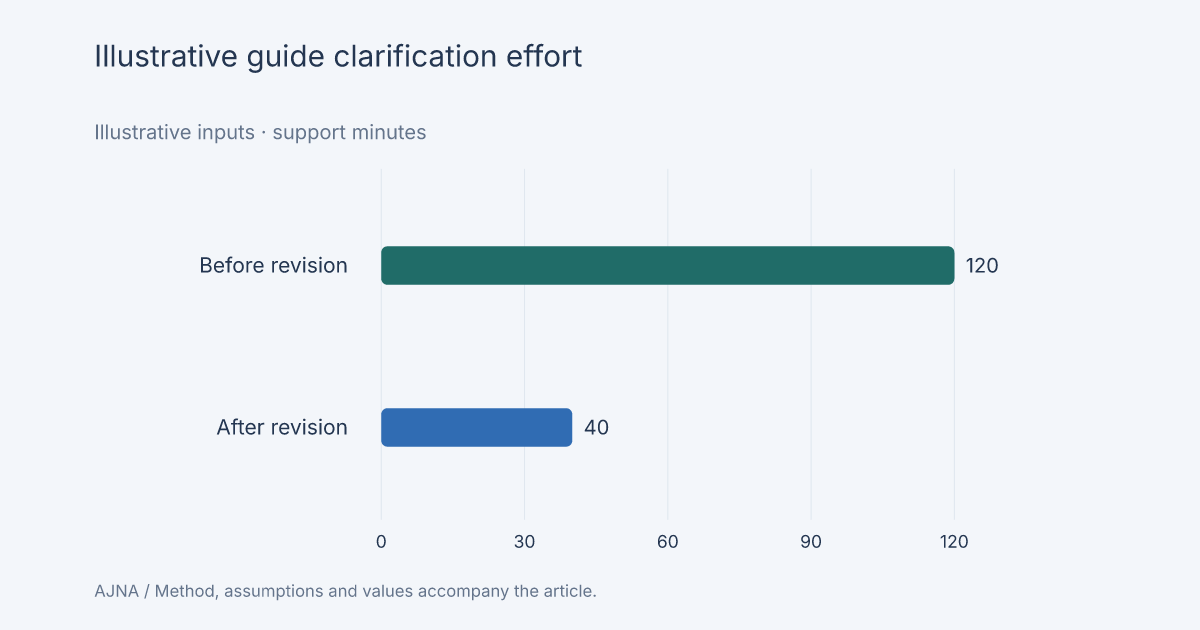 Illustrative guide clarification effort
Illustrative inputs · support minutes
Before revision
120
After revision
40
0 30 60 90 120
AJNA / Method, assumptions and values accompany the article.